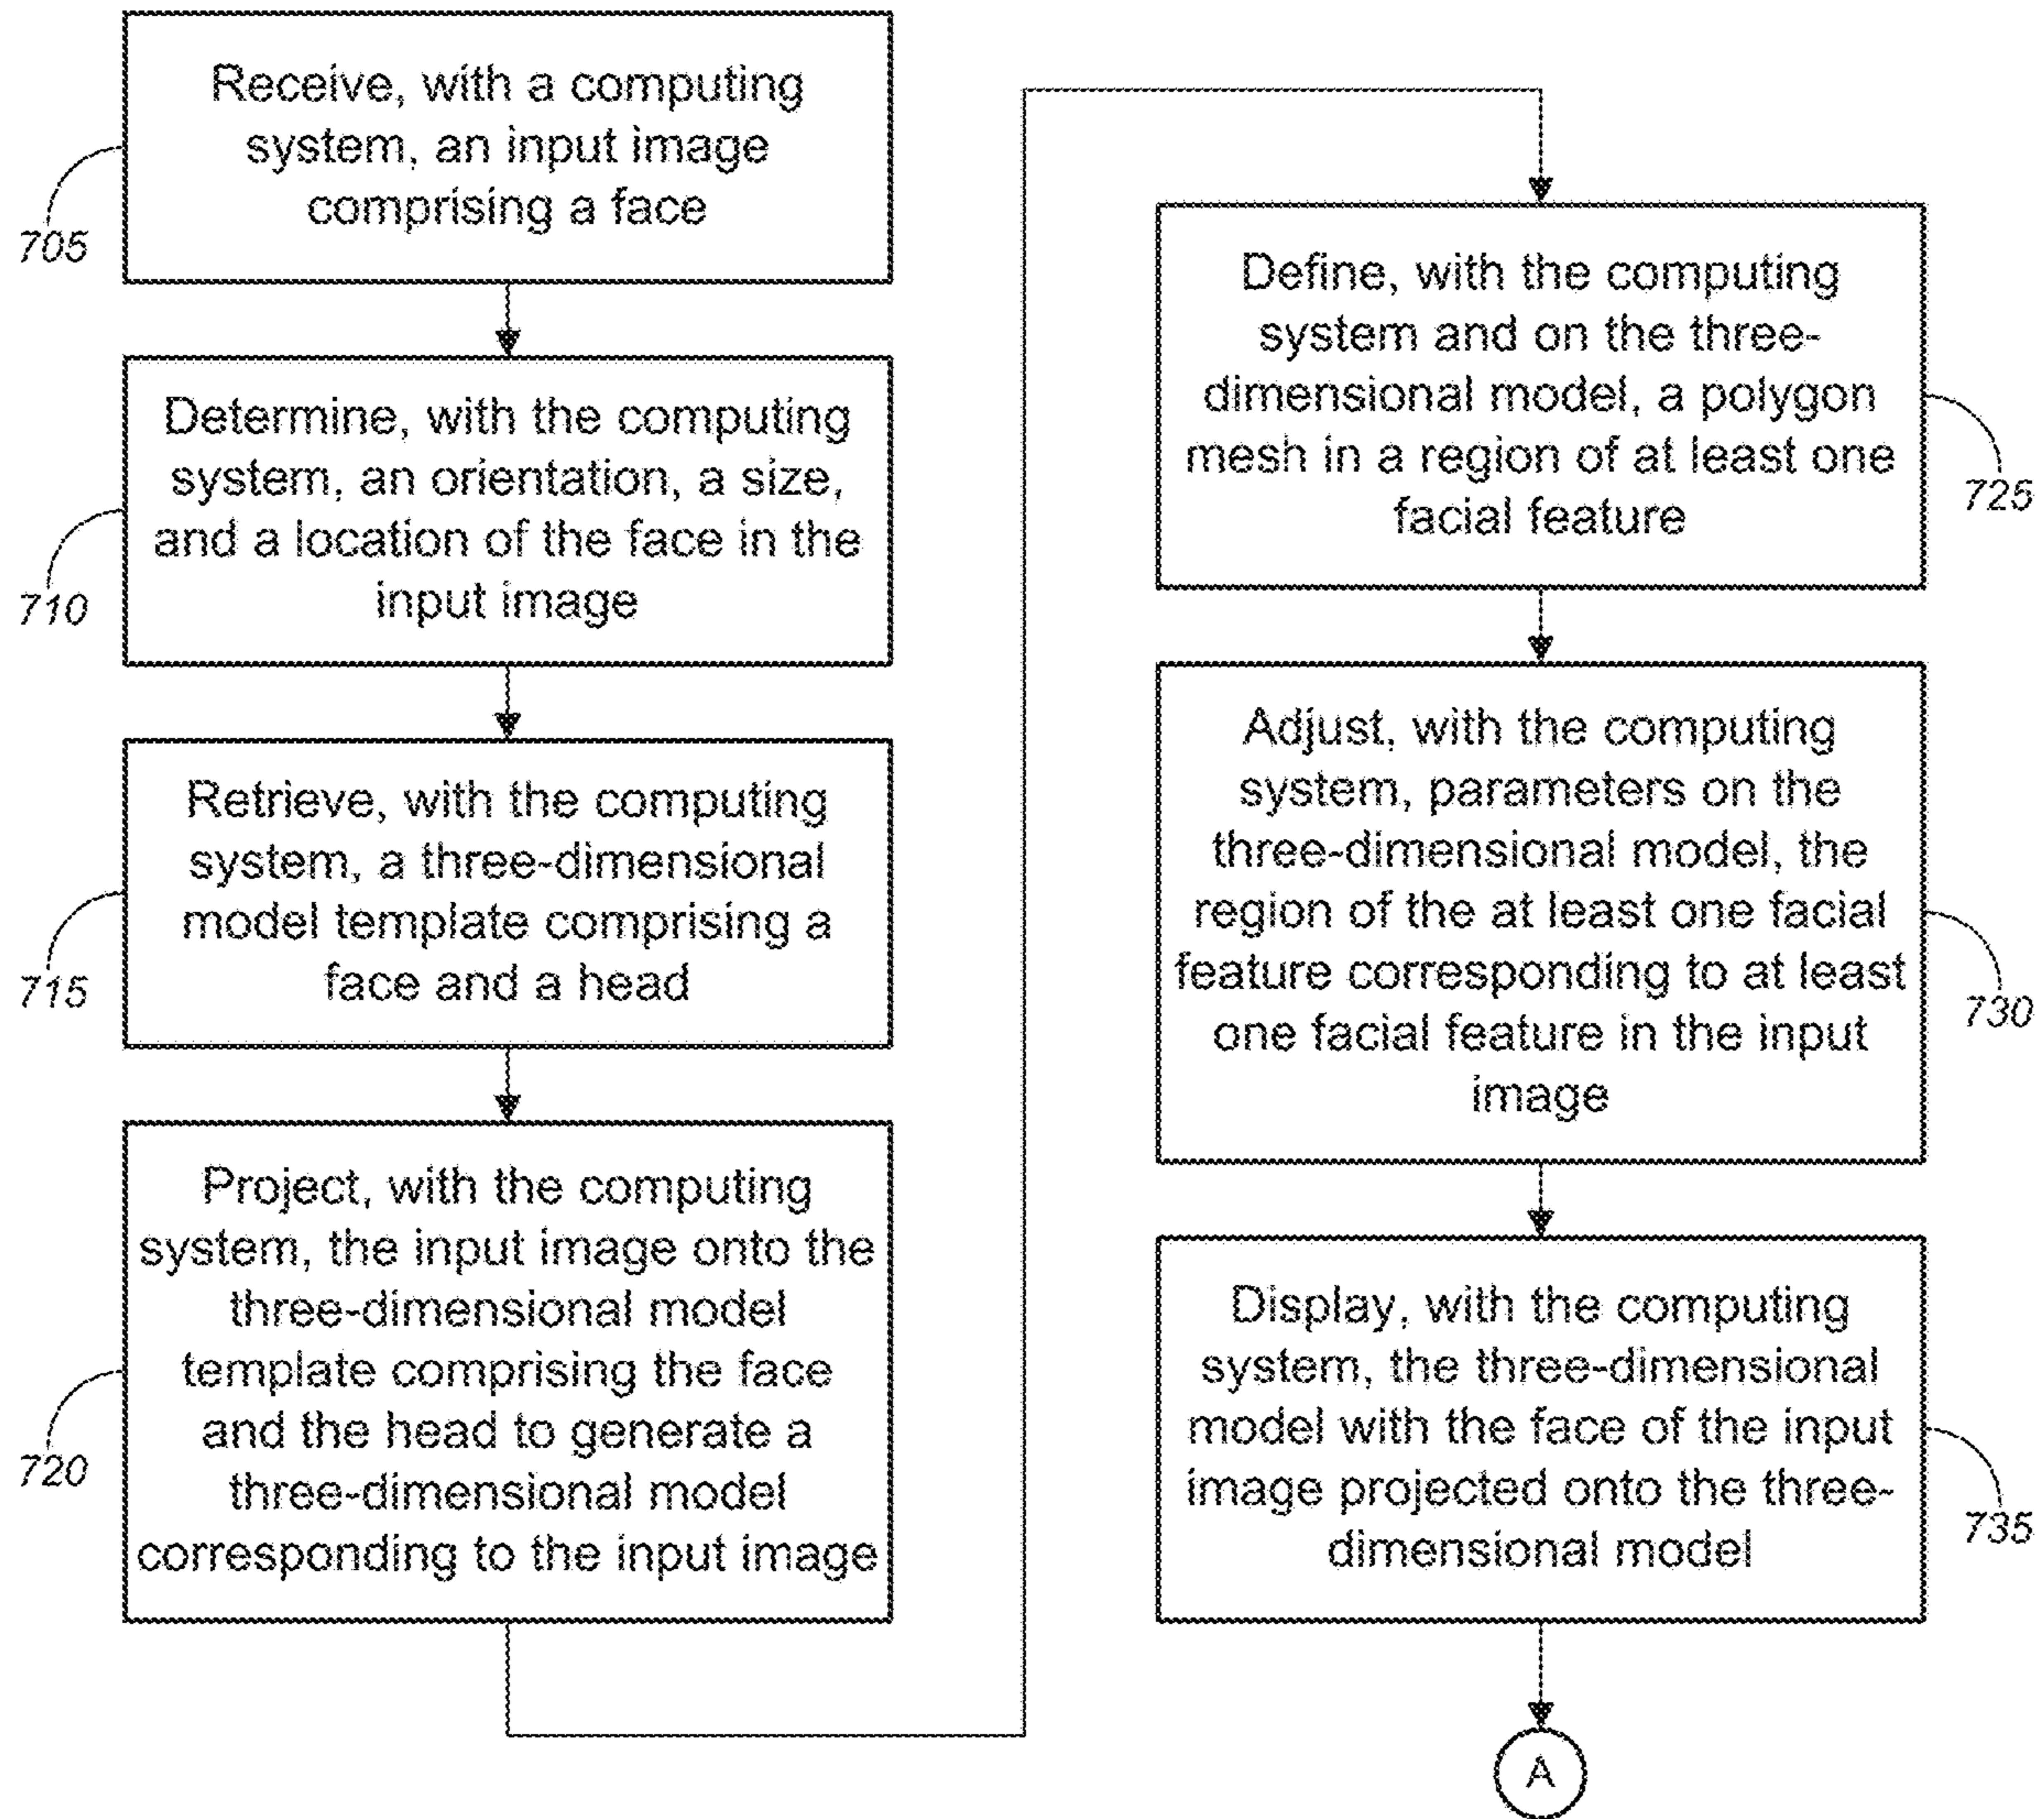 Receive, with a computing
system, an input image
comprising a face
705
Determine, with the computing
system, an orientation, a size,
and a location of the face in the
input image
710
Retrieve, with the computing
system, a three-dimensional
model template comprising a
face and a head
715
Project, with the computing
system, the input image onto the
three-dimensional model
template comprising the face
and the head to generate a
three-dimensional model
corresponding to the input image
720
Define, with the computing
system and on the three-
dimensional model, a polygon
mesh in a region of at least one
facial feature
725
Adjust, with the computing
system, parameters on the
three-dimensional model, the
region of the at least one facial
feature corresponding to at least
one facial feature in the input
image
730
Display, with the computing
system, the three-dimensional
model with the face of the input
image projected onto the three-
dimensional model
735
A